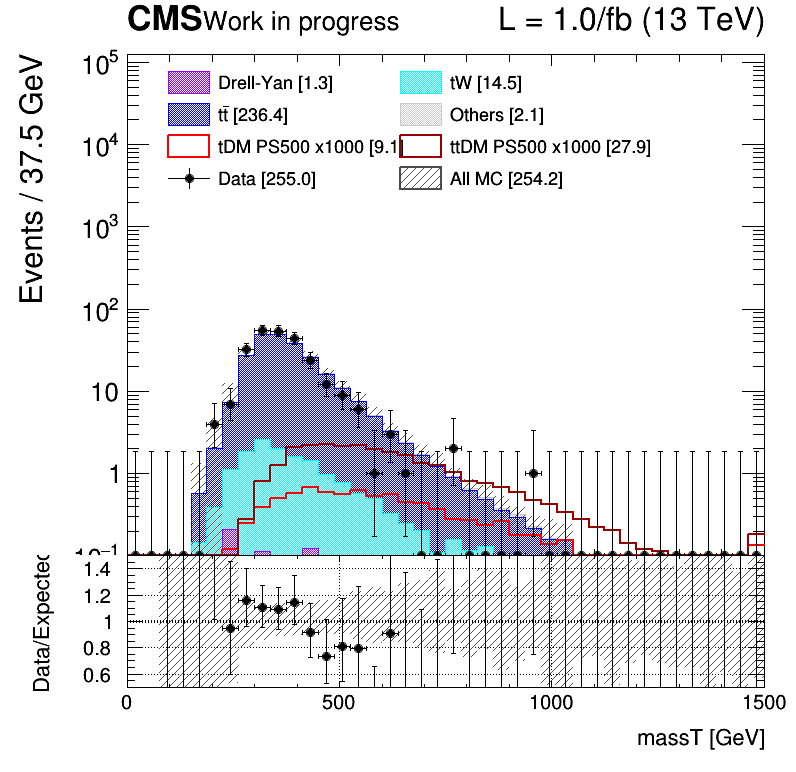 CMS Work in progress L = 1.0/fb (13 TeV)
Events / 37.5 GeV
10⁵
10⁴
10³
10²
10
1
10⁻¹
Drell-Yan [1.3] tW [14.5]
tt̄ [236.4] Others [2.1]
tDM PS500 x1000 [9.1 ttDM PS500 x1000 [27.9]
Data [255.0] All MC [254.2]
Data/Expected
1.4
1.2
1
0.8
0.6
0 500 1000 1500
massT [GeV]